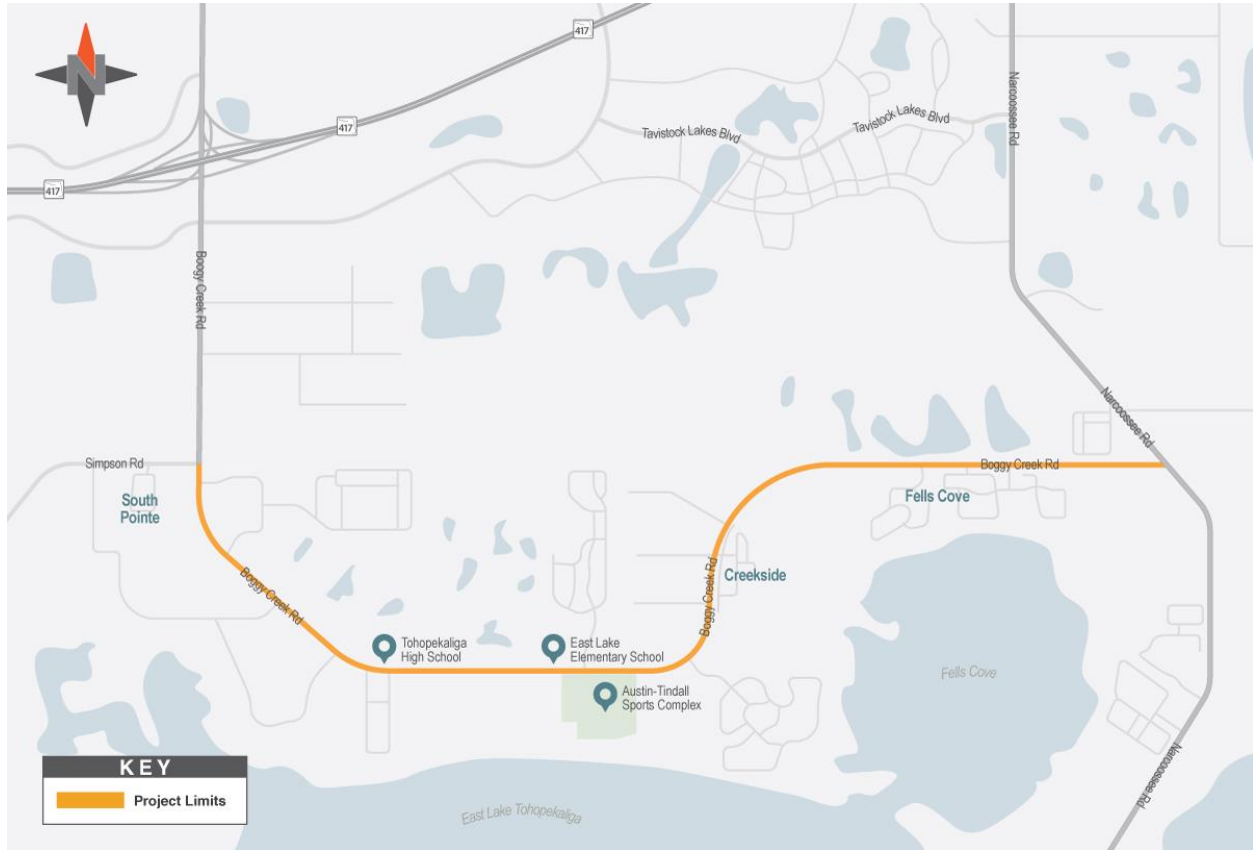 N
417
417
417
Tavistock Lakes Blvd
Tavistock Lakes Blvd
Narcoossee Rd
Boogy Creek Rd
Narcoossee Rd
Simpson Rd
South
Pointe
Boggy Creek Rd
Fells Cove
Boggy Creek Rd
Creekside
Boggy Creek Rd
Tohopekaliga
High School
East Lake
Elementary School
Austin-Tindall
Sports Complex
Fells Cove
Narcoossee Rd
KEY
Project Limits
East Lake Tohopekaliga